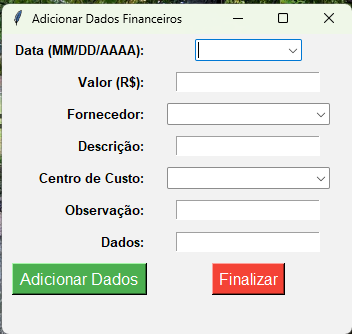 Adicionar Dados Financeiros
Data (MM/DD/AAAA):
Valor (R$):
Fornecedor:
Descrição:
Centro de Custo:
Observação:
Dados:
Adicionar Dados Finalizar